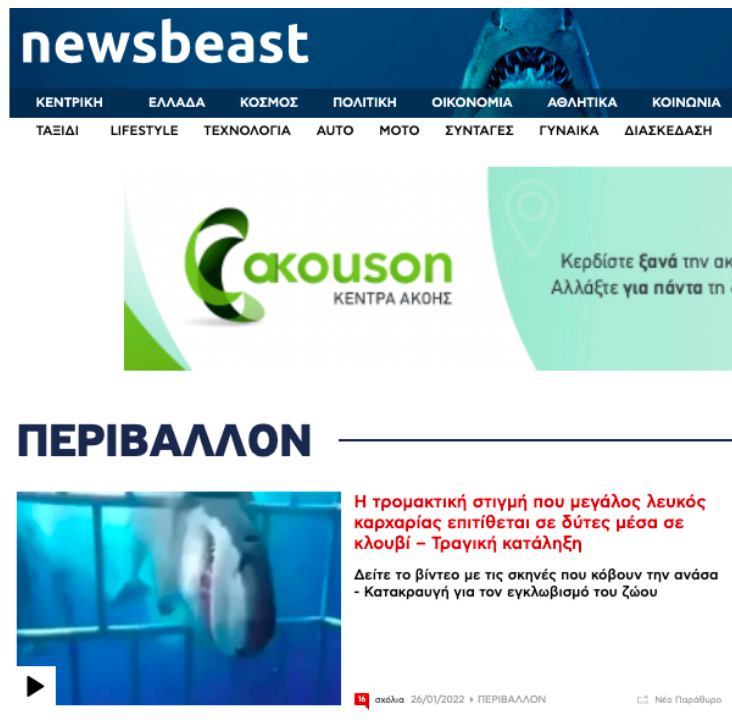 newsbeast
ΚΕΝΤΡΙΚΗ ΕΛΛΑΔΑ ΚΟΣΜΟΣ ΠΟΛΙΤΙΚΗ ΟΙΚΟΝΟΜΙΑ ΑΘΛΗΤΙΚΑ ΚΟΙΝΩΝΙΑ
ΤΑΞΙΔΙ LIFESTYLE ΤΕΧΝΟΛΟΓΙΑ AUTO ΜΟΤΟ ΣΥΝΤΑΓΕΣ ΓΥΝΑΙΚΑ ΔΙΑΣΚΕΔΑΣΗ
akouson
ΚΕΝΤΡΑ ΑΚΟΗΣ
Κερδίστε ξανά την ακ
Αλλάξτε για πάντα τη
ΠΕΡΙΒΑΛΛΟΝ
Η τρομακτική στιγμή που μεγάλος λευκός
καρχαρίας επιτίθεται σε δύτες μέσα σε
κλουβί – Τραγική κατάληξη
Δείτε το βίντεο με τις σκηνές που κόβουν την ανάσα
- Κατακραυγή για τον εγκλωβισμό του ζώου
16 σχόλια 26/01/2022 ΠΕΡΙΒΑΛΛΟΝ Νέο Παράθυρο